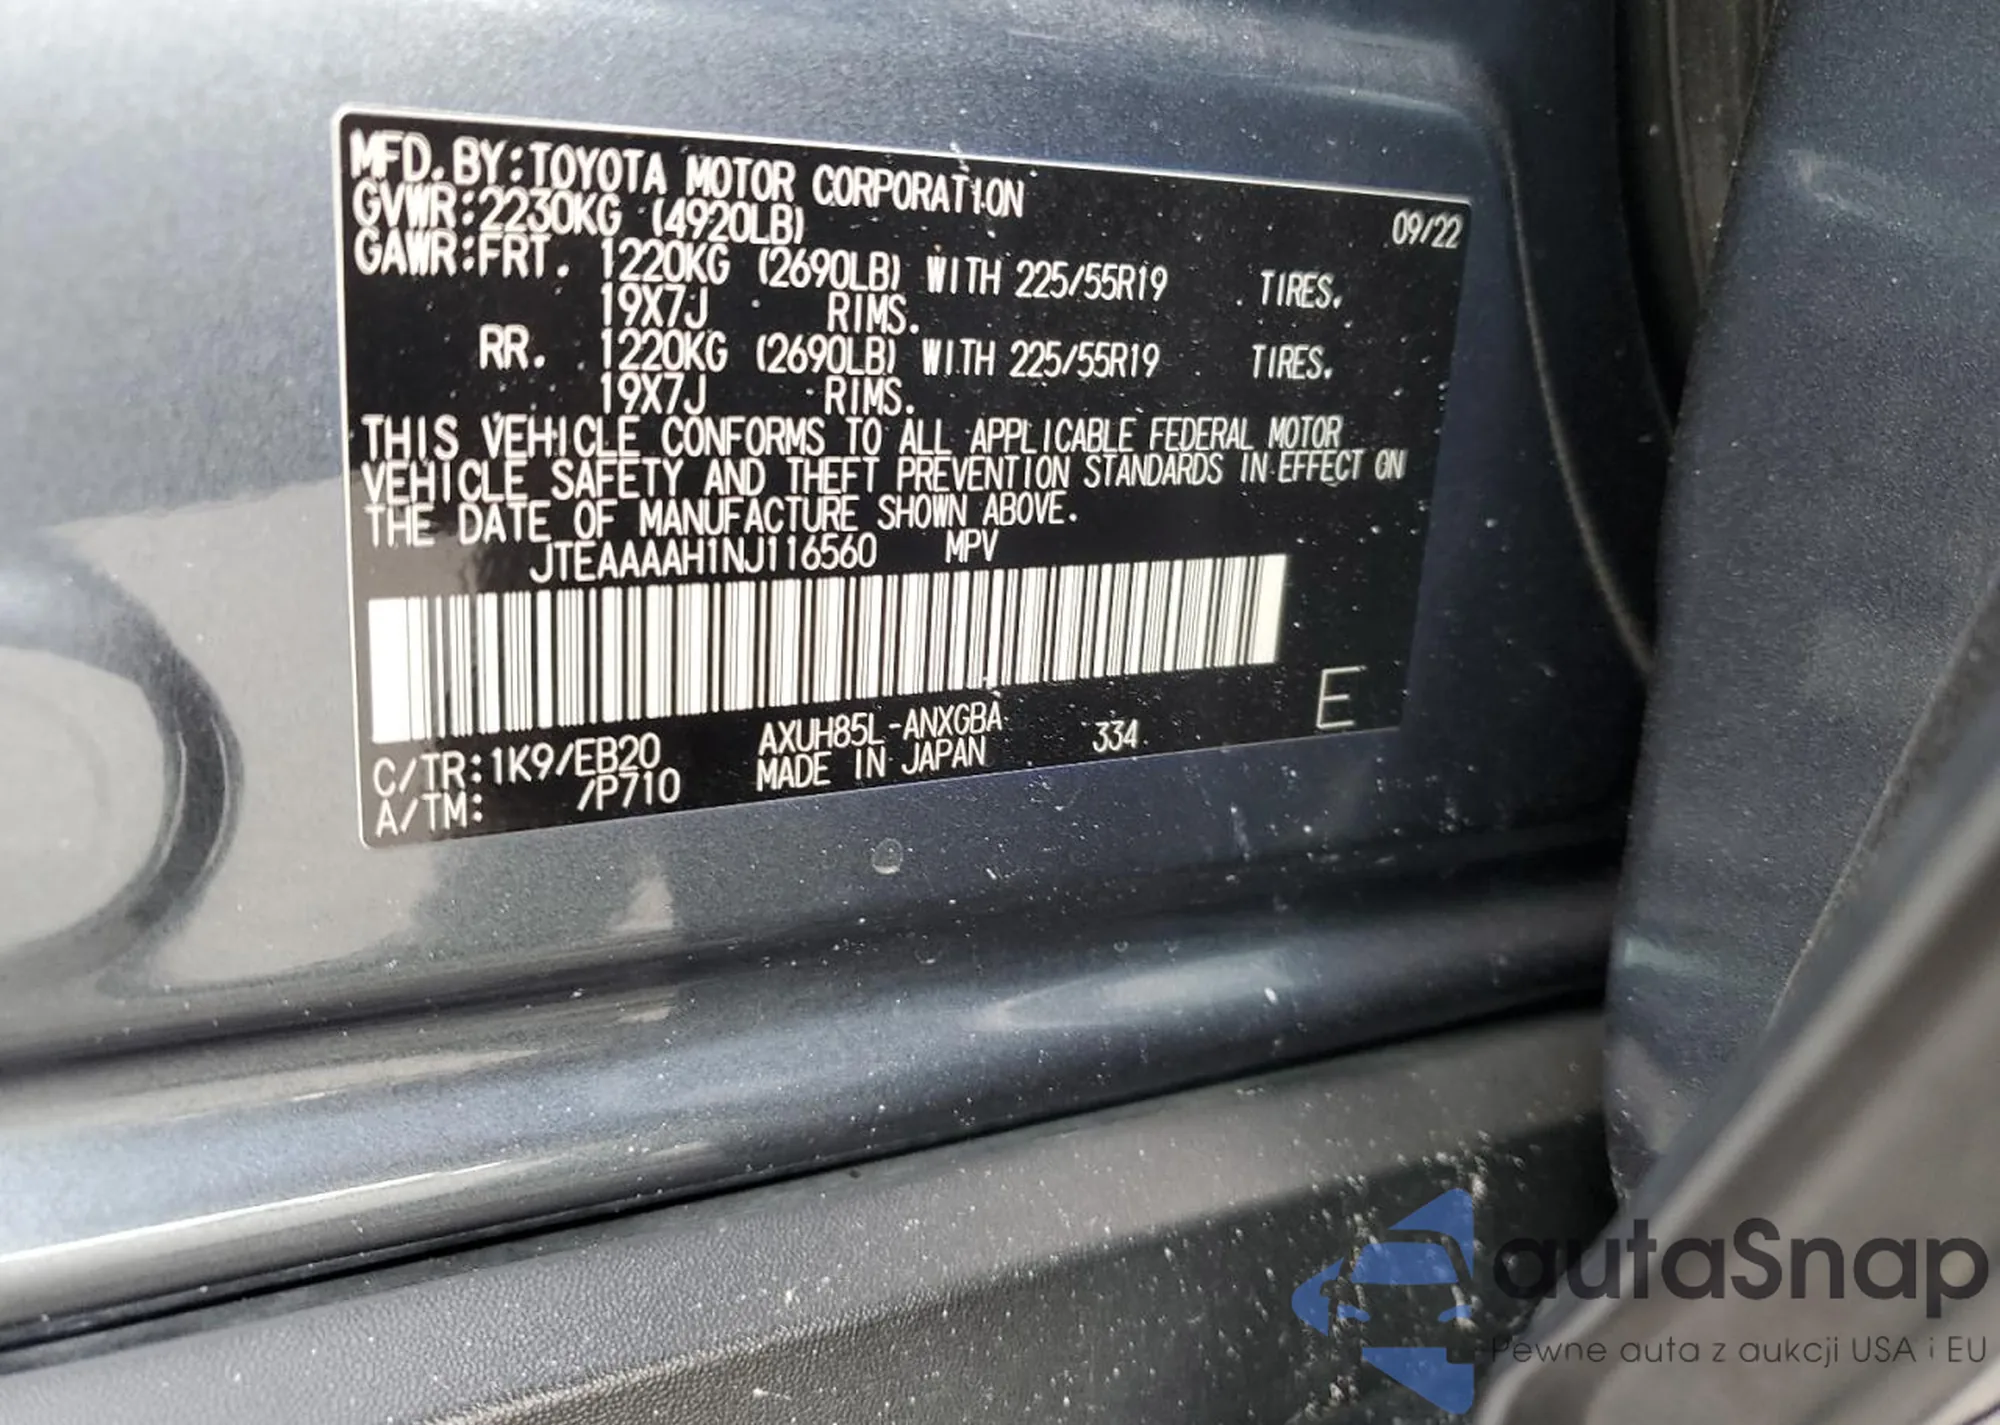 MFD. BY: TOYOTA MOTOR CORPORATION 09/22
GVWR: 2230KG (4920LB)
GAWR: FRT. 1220KG (2690LB) WITH 225/55R19 TIRES.
19X7J RIMS.
RR. 1220KG (2690LB) WITH 225/55R19 TIRES.
19X7J RIMS.
THIS VEHICLE CONFORMS TO ALL APPLICABLE FEDERAL MOTOR
VEHICLE SAFETY AND THEFT PREVENTION STANDARDS IN EFFECT ON
THE DATE OF MANUFACTURE SHOWN ABOVE.
JTEAAAAH1NJ116560 MPV
E
C/TR: 1K9/EB20 AXUH85L-ANXGBA 334
A/TM: /P710 MADE IN JAPAN
autaSnap
Pewne auta z aukcji USA i EU